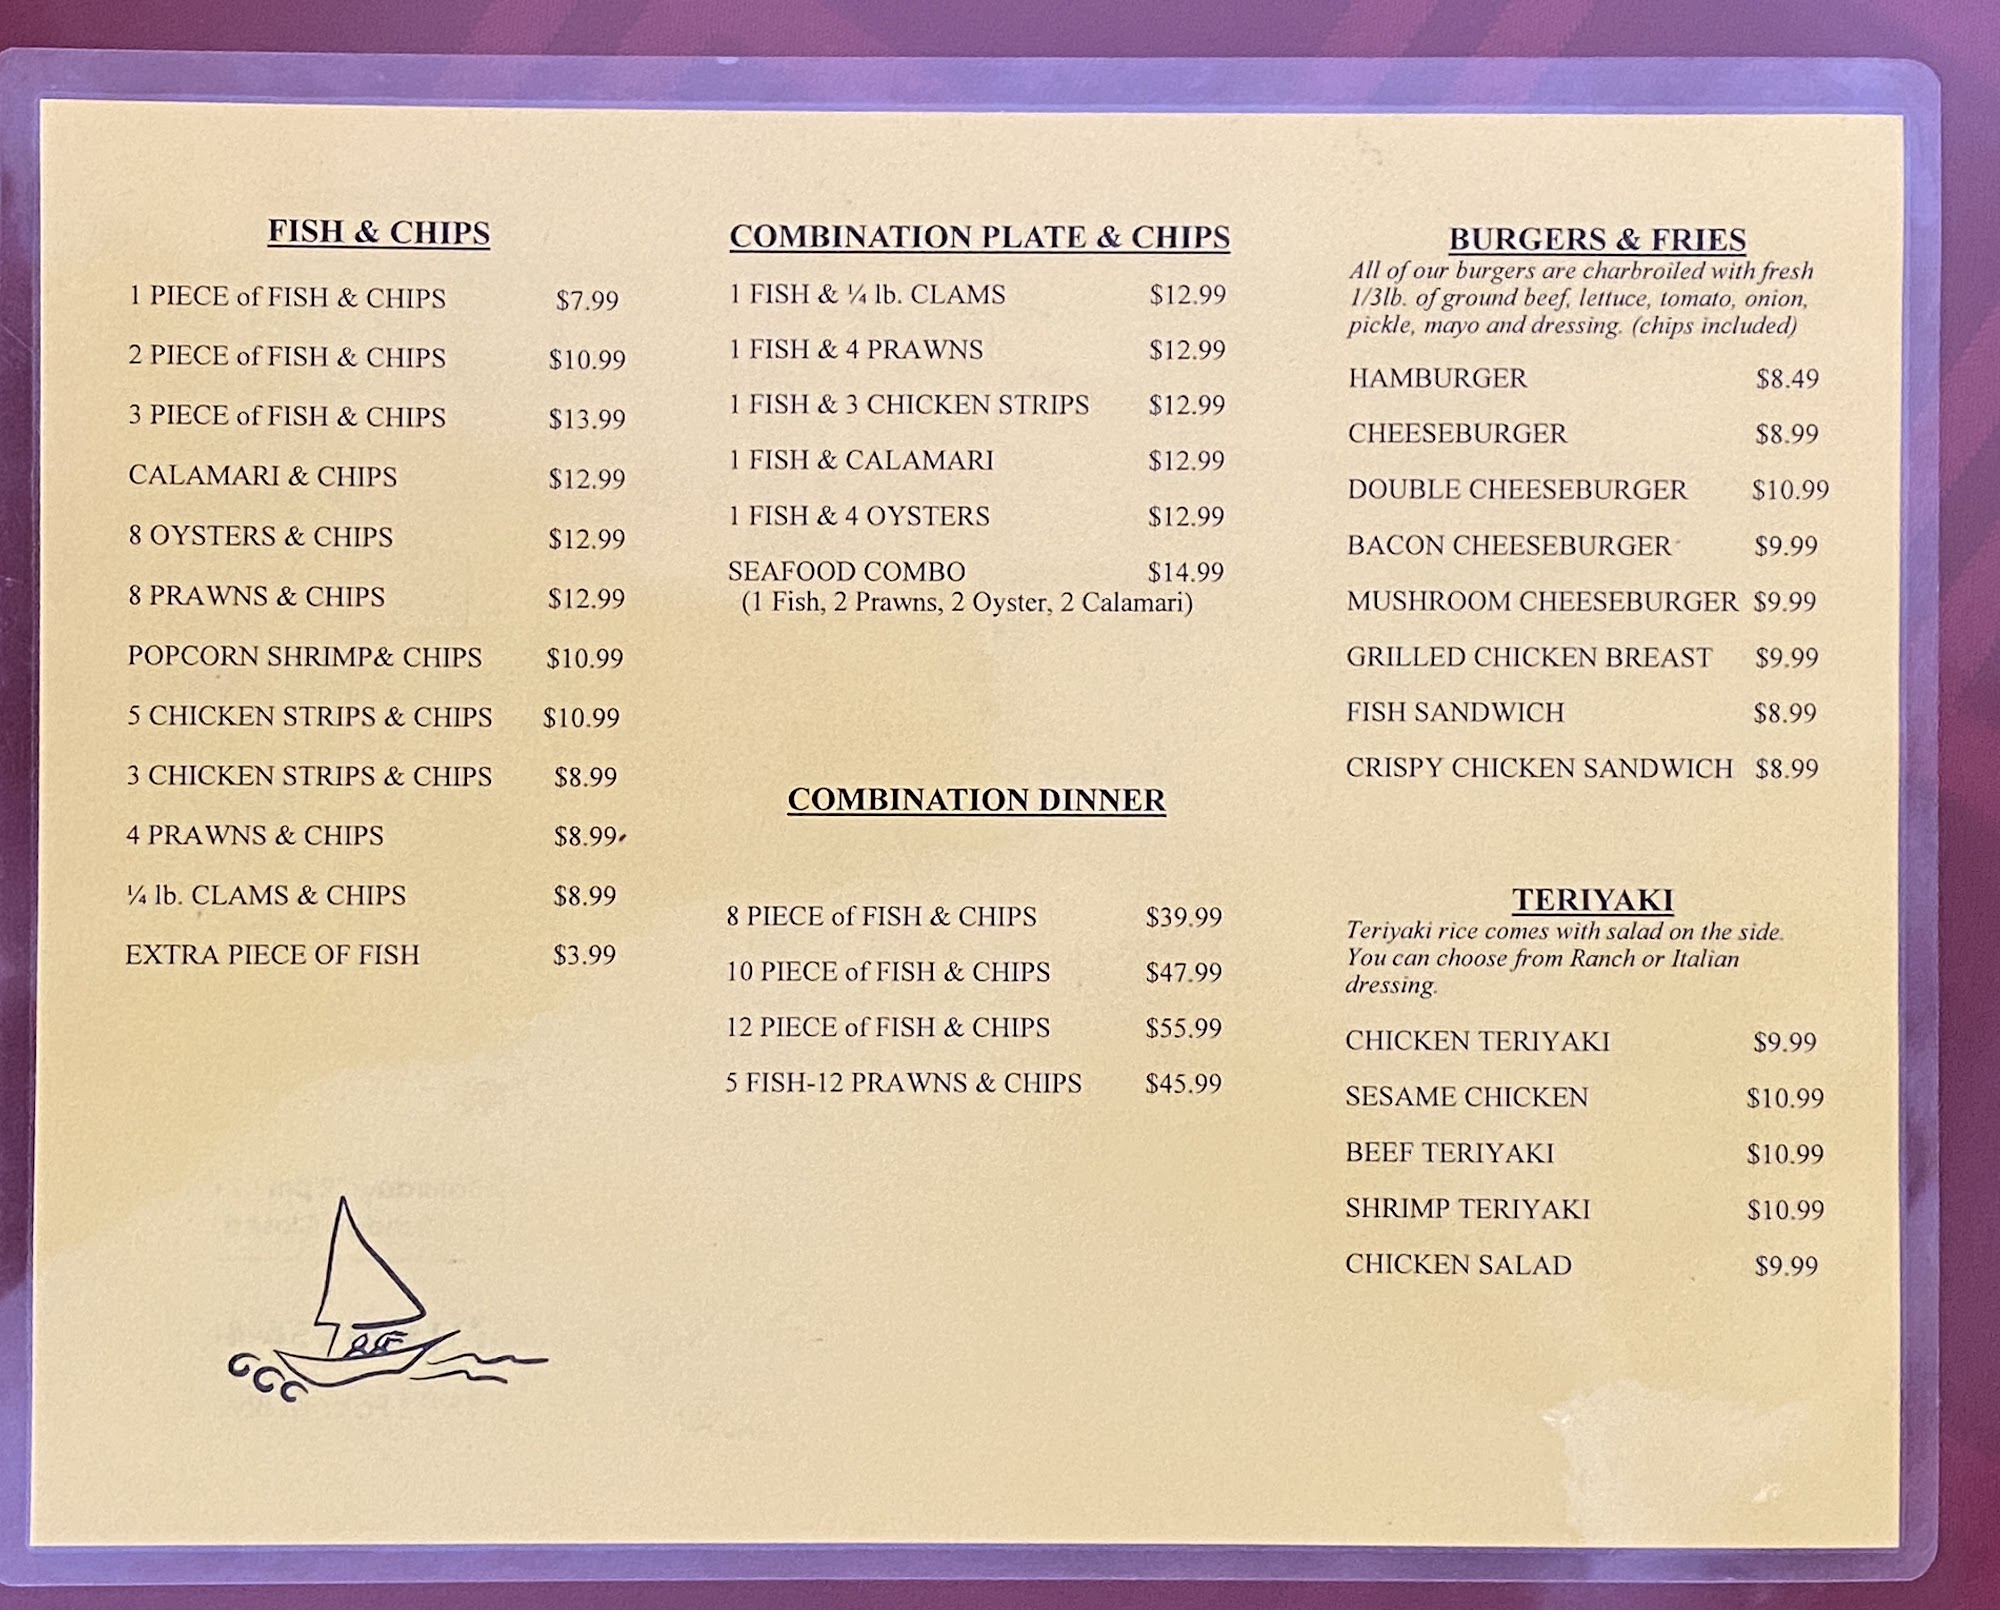 FISH & CHIPS
1 PIECE of FISH & CHIPS $7.99
2 PIECE of FISH & CHIPS $10.99
3 PIECE of FISH & CHIPS $13.99
CALAMARI & CHIPS $12.99
8 OYSTERS & CHIPS $12.99
8 PRAWNS & CHIPS $12.99
POPCORN SHRIMP& CHIPS $10.99
5 CHICKEN STRIPS & CHIPS $10.99
3 CHICKEN STRIPS & CHIPS $8.99
4 PRAWNS & CHIPS $8.99
¼ lb. CLAMS & CHIPS $8.99
EXTRA PIECE OF FISH $3.99
COMBINATION PLATE & CHIPS
1 FISH & ¼ lb. CLAMS $12.99
1 FISH & 4 PRAWNS $12.99
1 FISH & 3 CHICKEN STRIPS $12.99
1 FISH & CALAMARI $12.99
1 FISH & 4 OYSTERS $12.99
SEAFOOD COMBO $14.99
(1 Fish, 2 Prawns, 2 Oyster, 2 Calamari)
COMBINATION DINNER
8 PIECE of FISH & CHIPS $39.99
10 PIECE of FISH & CHIPS $47.99
12 PIECE of FISH & CHIPS $55.99
5 FISH-12 PRAWNS & CHIPS $45.99
BURGERS & FRIES
All of our burgers are charbroiled with fresh
1/3lb. of ground beef, lettuce, tomato, onion,
pickle, mayo and dressing. (chips included)
HAMBURGER $8.49
CHEESEBURGER $8.99
DOUBLE CHEESEBURGER $10.99
BACON CHEESEBURGER $9.99
MUSHROOM CHEESEBURGER $9.99
GRILLED CHICKEN BREAST $9.99
FISH SANDWICH $8.99
CRISPY CHICKEN SANDWICH $8.99
TERIYAKI
Teriyaki rice comes with salad on the side.
You can choose from Ranch or Italian
dressing.
CHICKEN TERIYAKI $9.99
SESAME CHICKEN $10.99
BEEF TERIYAKI $10.99
SHRIMP TERIYAKI $10.99
CHICKEN SALAD $9.99